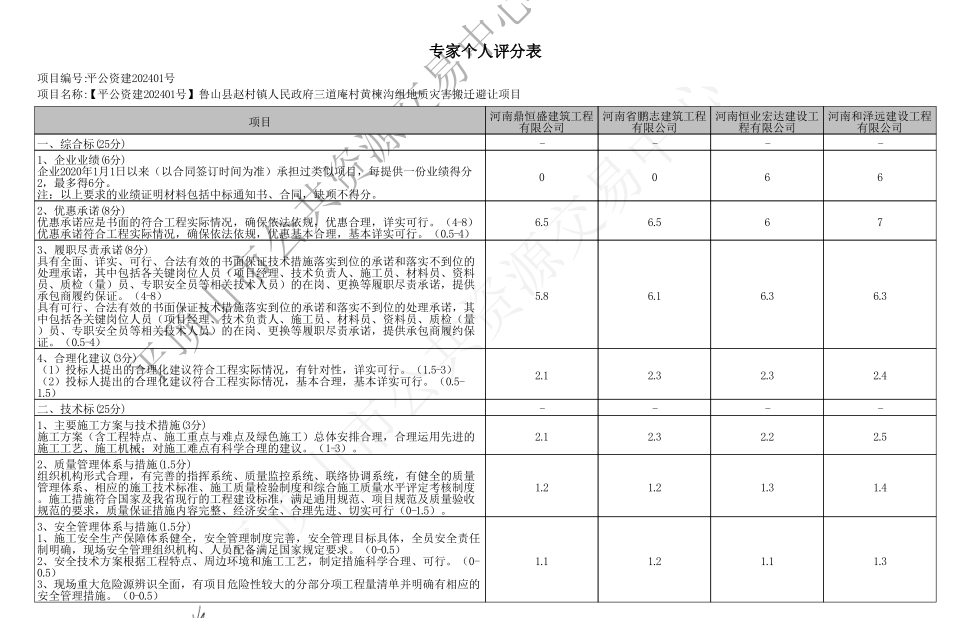 专家个人评分表
项目编号:平公资建202401号
项目名称:【平公资建202401号】鲁山县赵村镇人民政府三道庵村黄楝沟组地质灾害搬迁避让项目
项目
河南鼎恒盛建筑工程
有限公司
河南省鹏志建筑工程
有限公司
河南恒业宏达建设工
程有限公司
河南和泽远建设工程
有限公司
一、综合标(25分) - - - -
1、企业业绩(6分)
企业2020年1月1日以来（以合同签订时间为准）承担过类似项目，每提供一份业绩得分
2，最多得6分。
注：以上要求的业绩证明材料包括中标通知书、合同，缺项不得分。
0 0 6 6
2、优惠承诺(8分)
优惠承诺应是书面的符合工程实际情况，确保依法依规，优惠合理，详实可行。（4-8）
优惠承诺符合工程实际情况，确保依法依规，优惠基本合理，基本详实可行。（0.5-4）
6.5 6.5 6 7
3、履职尽责承诺(8分)
具有全面、详实、可行、合法有效的书面保证技术措施落实到位的承诺和落实不到位的
处理承诺，其中包括各关键岗位人员（项目经理、技术负责人、施工员、材料员、资料
员、质检（量）员、专职安全员等相关技术人员）的在岗、更换等履职尽责承诺，提供
承包商履约保证。（4-8）
具有可行、合法有效的书面保证技术措施落实到位的承诺和落实不到位的处理承诺，其
中包括各关键岗位人员（项目经理、技术负责人、施工员、材料员、资料员、质检（量
）员、专职安全员等相关技术人员）的在岗、更换等履职尽责承诺，提供承包商履约保
证。（0.5-4）
5.8 6.1 6.3 6.3
4、合理化建议(3分)
（1）投标人提出的合理化建议符合工程实际情况，有针对性，详实可行。（1.5-3）
（2）投标人提出的合理化建议符合工程实际情况，基本合理，基本详实可行。（0.5-
1.5）
2.1 2.3 2.3 2.4
二、技术标(25分) - - - -
1、主要施工方案与技术措施(3分)
施工方案（含工程特点、施工重点与难点及绿色施工）总体安排合理，合理运用先进的
施工工艺、施工机械；对施工难点有科学合理的建议。（1-3）。
2.1 2.3 2.2 2.5
2、质量管理体系与措施(1.5分)
组织机构形式合理，有完善的指挥系统、质量监控系统、联络协调系统，有健全的质量
管理体系、相应的施工技术标准、施工质量检验制度和综合施工质量水平评定考核制度
。施工措施符合国家及我省现行的工程建设标准，满足通用规范、项目规范及质量验收
规范的要求，质量保证措施内容完整、经济安全、合理先进、切实可行（0-1.5）。
1.2 1.2 1.3 1.4
3、安全管理体系与措施(1.5分)
1、施工安全生产保障体系健全，安全管理制度完善，安全管理目标具体，全员安全责任
制明确，现场安全管理组织机构、人员配备满足国家规定要求。（0-0.5）
2、安全技术方案根据工程特点、周边环境和施工工艺，制定措施科学合理、可行。（0-
0.5）
3、现场重大危险源辨识全面，有项目危险性较大的分部分项工程量清单并明确有相应的
安全管理措施。（0-0.5）
1.1 1.2 1.1 1.3
平顶山市公共资源交易中心
平顶山市公共资源交易中心